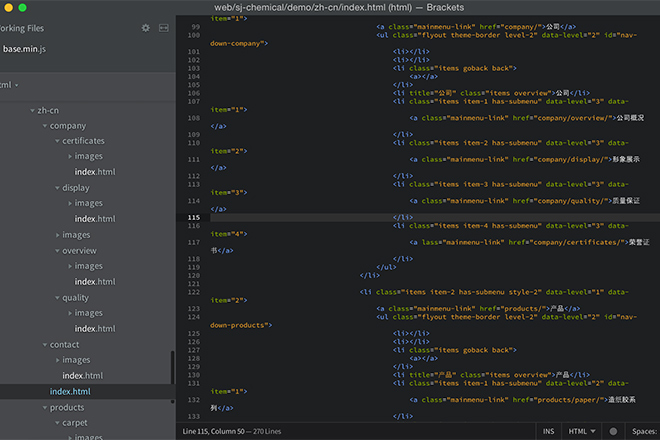 web/sj-chemical/demo/zh-cn/index.html (html) — Brackets
orking Files
base.min.js
ml
zh-cn
company
certificates
images
index.html
display
images
index.html
images
overview
images
index.html
quality
images
index.html
contact
images
index.html
index.html
products
carpet
images
item="1">
99 <a class="mainmenu-link" href="company/">公司</a>
100 <ul class="flyout theme-border level-2" data-level="2" id="nav-
down-company">
101 <li></li>
102 <li></li>
103 <li class="items goback back">
104 <a></a>
105 </li>
106 <li title="公司" class="items overview">公司</li>
107 <li class="items item-1 has-submenu" data-level="3" data-
item="1">
108 <a class="mainmenu-link" href="company/overview/">公司概况
</a>
109 </li>
110 <li class="items item-2 has-submenu" data-level="3" data-
item="2">
111 <a class="mainmenu-link" href="company/display/">形象展示
</a>
112 </li>
113 <li class="items item-3 has-submenu" data-level="3" data-
item="3">
114 <a class="mainmenu-link" href="company/quality/">质量保证
</a>
115 </li>
116 <li class="items item-4 has-submenu" data-level="3" data-
item="4">
117 <a lass="mainmenu-link" href="company/certificates/">荣誉证
书</a>
118 </li>
119 </ul>
120 </li>
121
122 <li class="items item-2 has-submenu style-2" data-level="1" data-
item="2">
123 <a class="mainmenu-link" href="products/">产品</a>
124 <ul class="flyout theme-border level-2" data-level="2" id="nav-
down-products">
125 <li></li>
126 <li></li>
127 <li class="items goback back">
128 <a></a>
129 </li>
130 <li title="产品" class="items overview">产品</li>
131 <li class="items item-1 has-submenu" data-level="3" data-
item="1">
132 <a class="mainmenu-link" href="products/paper/">造纸胶系
列</a>
133 </li>
Line 115, Column 50 — 270 Lines
INS
HTML
Spaces: